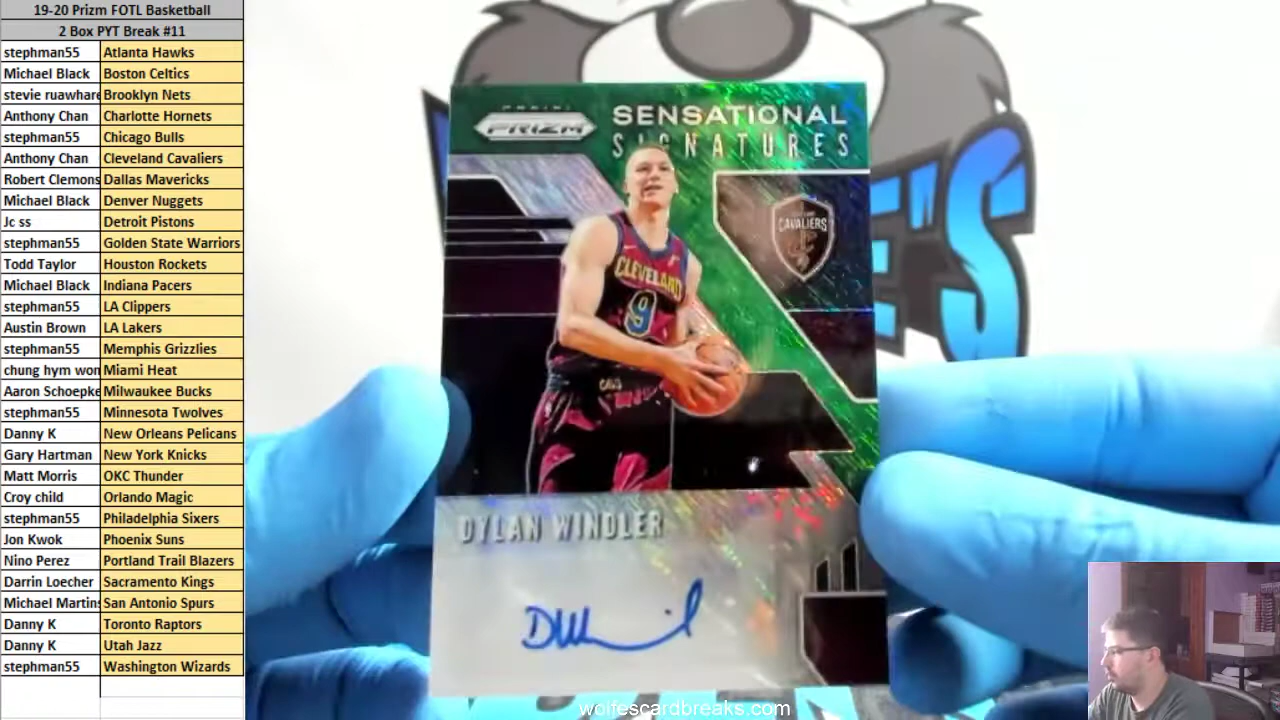 19-20 Prizm FOTL Basketball
2 Box PYT Break #11
stephman55 Atlanta Hawks
Michael Black Boston Celtics
stevie ruawhare Brooklyn Nets
Anthony Chan Charlotte Hornets
stephman55 Chicago Bulls
Anthony Chan Cleveland Cavaliers
Robert Clemons Dallas Mavericks
Michael Black Denver Nuggets
Jc ss Detroit Pistons
stephman55 Golden State Warriors
Todd Taylor Houston Rockets
Michael Black Indiana Pacers
stephman55 LA Clippers
Austin Brown LA Lakers
stephman55 Memphis Grizzlies
chung hym won Miami Heat
Aaron Schoepke Milwaukee Bucks
stephman55 Minnesota Twolves
Danny K New Orleans Pelicans
Gary Hartman New York Knicks
Matt Morris OKC Thunder
Croy child Orlando Magic
stephman55 Philadelphia Sixers
Jon Kwok Phoenix Suns
Nino Perez Portland Trail Blazers
Darrin Loecher Sacramento Kings
Michael Martins San Antonio Spurs
Danny K Toronto Raptors
Danny K Utah Jazz
stephman55 Washington Wizards
PRIZM
SENSATIONAL
SIGNATURES
CAVALIERS
CLEVELAND
9
CAVS
DYLAN WINDLER
E'S
wolfescardbreaks.com